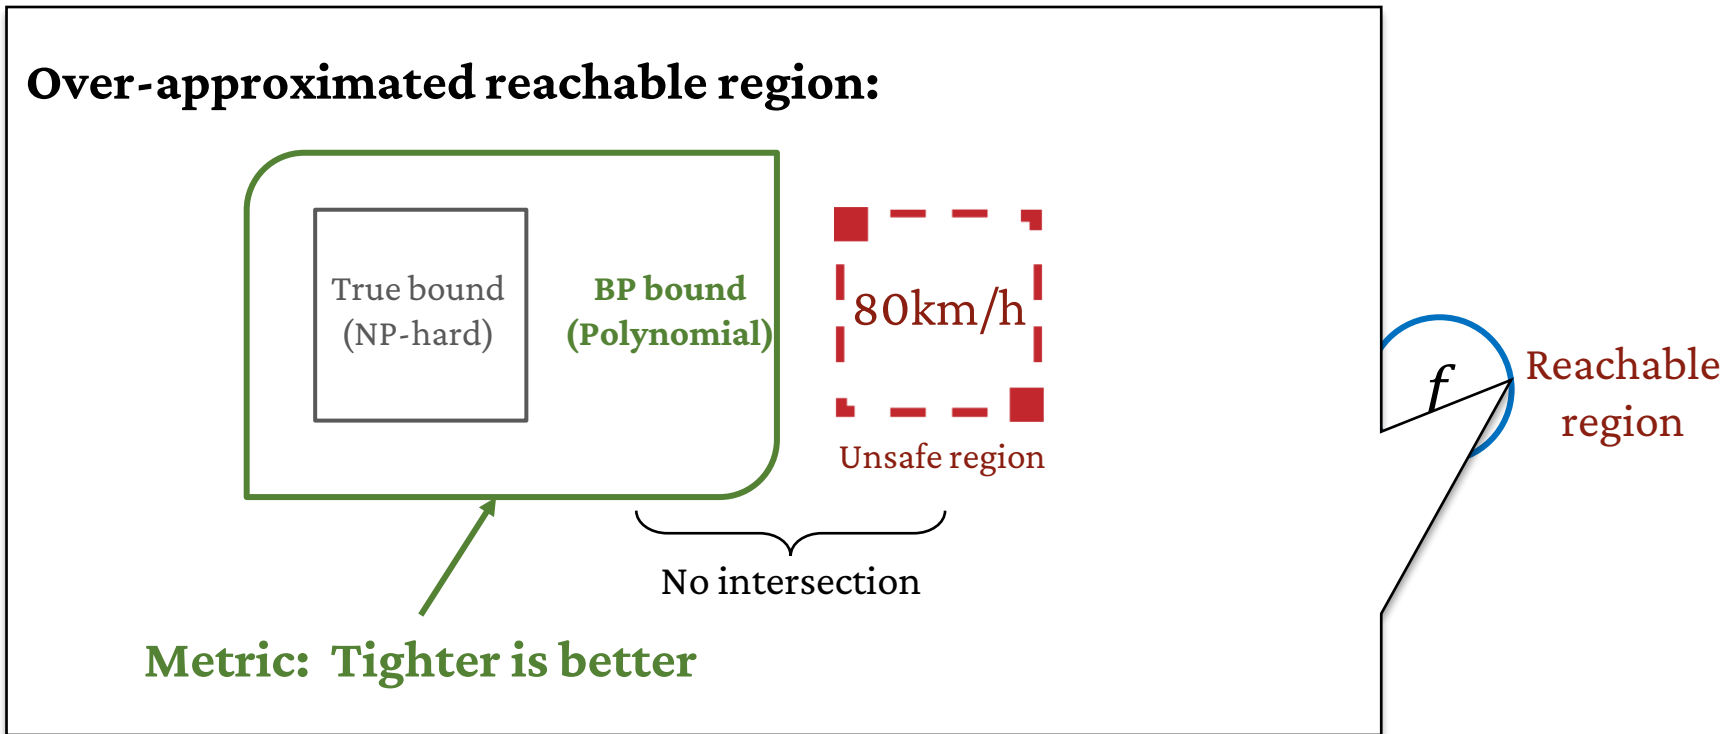 Over-approximated reachable region:
True bound
(NP-hard)
BP bound
(Polynomial)
80km/h
Unsafe region
No intersection
Metric: Tighter is better
f
Reachable
region